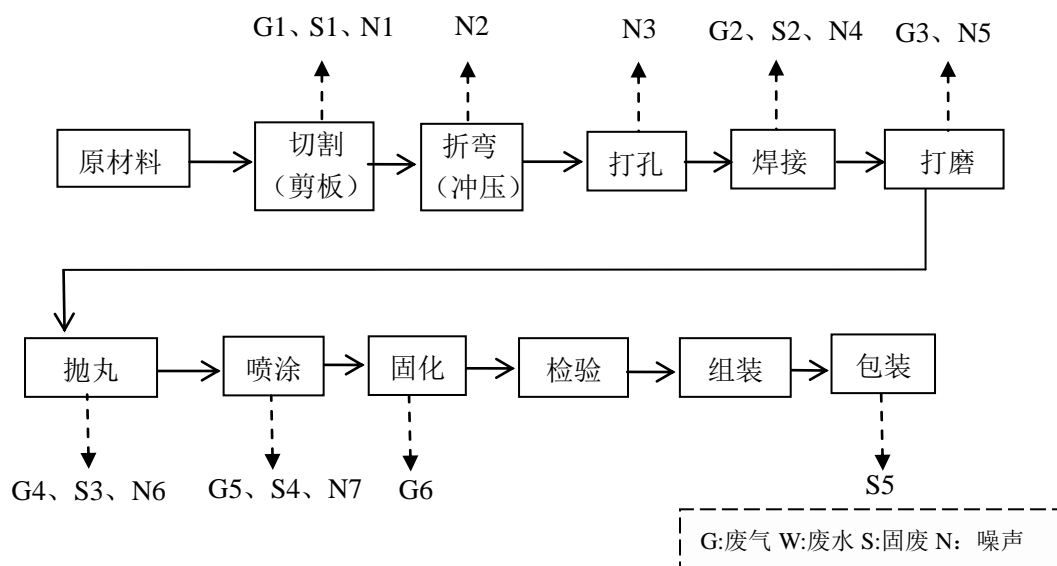 G1、S1、N1
N2
N3
G2、S2、N4
G3、N5
原材料
切割
（剪板）
折弯
（冲压）
打孔
焊接
打磨
抛丸
喷涂
固化
检验
组装
包装
G4、S3、N6
G5、S4、N7
G6
S5
G:废气 W:废水 S:固废 N：噪声